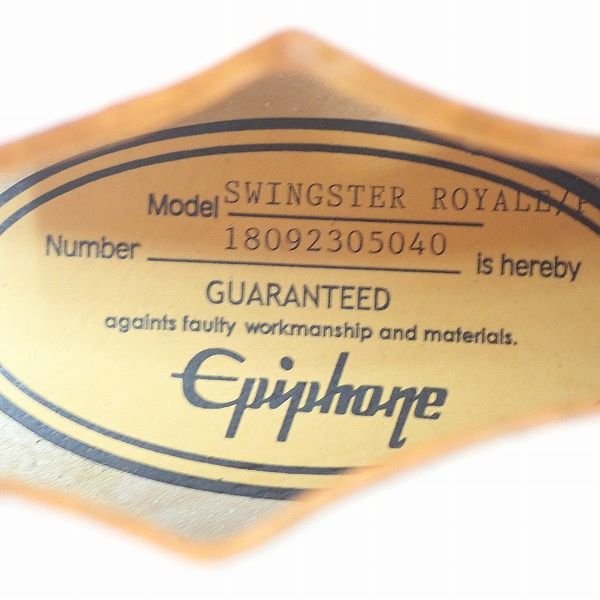 Model SWINGSTER ROYALE/
Number 18092305040 is hereby
GUARANTEED
againts faulty workmanship and materials.
Epiphone